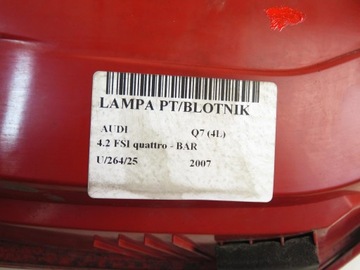 LAMPA PT/BLOTNIK
AUDI Q7 (4L)
4.2 FSI quattro - BAR
U/264/25 2007